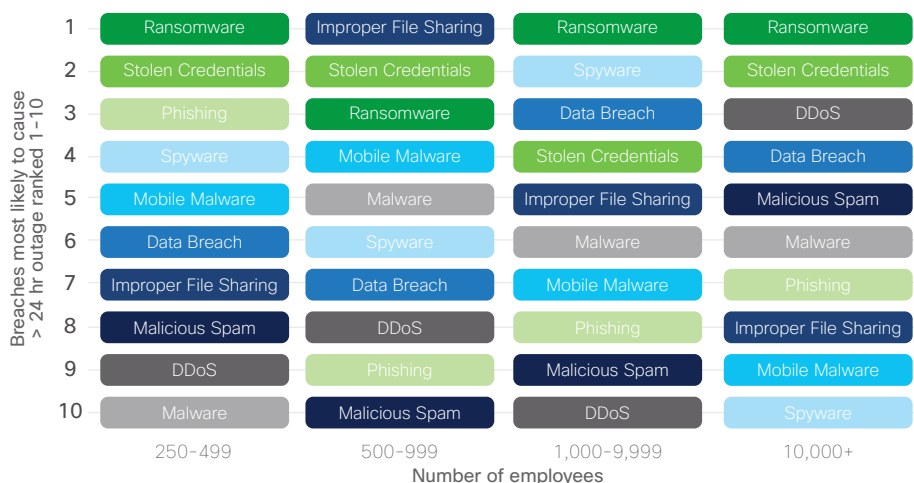 Breaches most likely to cause
> 24 hr outage ranked 1-10
1 Ransomware Improper File Sharing Ransomware Ransomware
2 Stolen Credentials Stolen Credentials Spyware Stolen Credentials
3 Phishing Ransomware Data Breach DDoS
4 Spyware Mobile Malware Stolen Credentials Data Breach
5 Mobile Malware Malware Improper File Sharing Malicious Spam
6 Data Breach Spyware Malware Malware
7 Improper File Sharing Data Breach Mobile Malware Phishing
8 Malicious Spam DDoS Phishing Improper File Sharing
9 DDoS Phishing Malicious Spam Mobile Malware
10 Malware Malicious Spam DDoS Spyware
250-499 500-999 1,000-9,999 10,000+
Number of employees